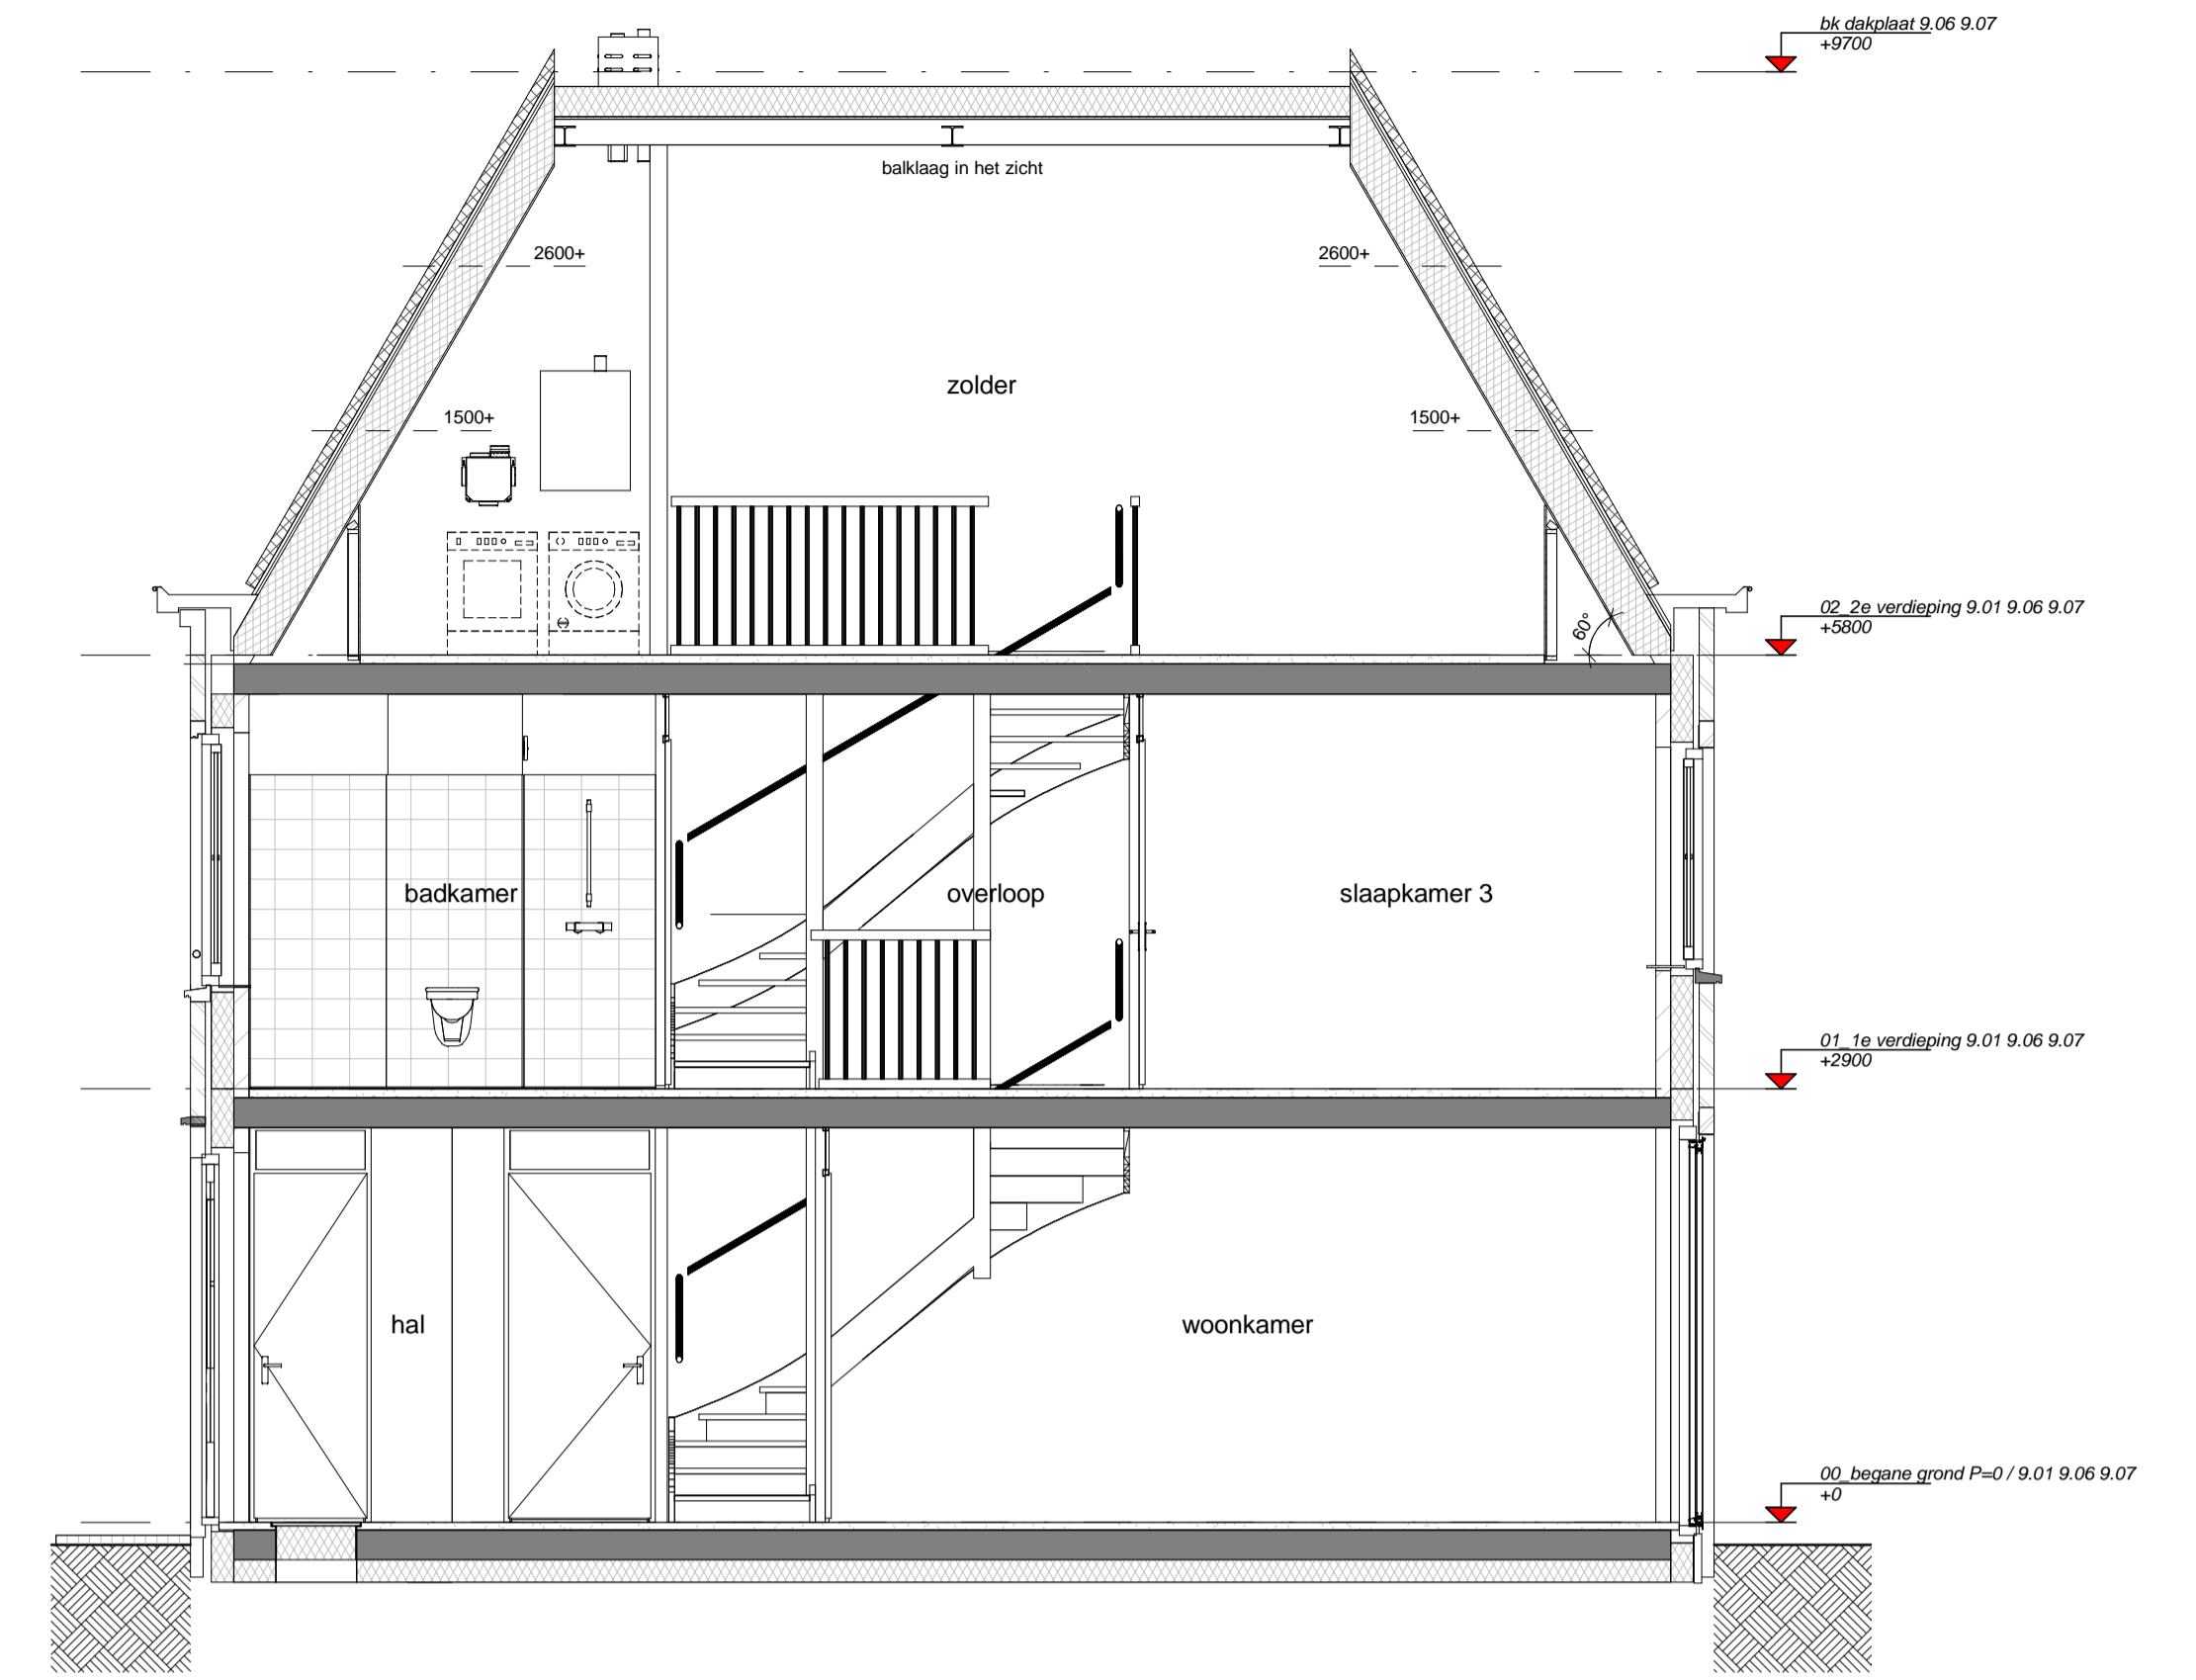 bk dakplaat 9.06 9.07
+9700
balklaag in het zicht
2600+
2600+
zolder
1500+
1500+
02_2e verdieping 9.01 9.06 9.07
+5800
60°
badkamer
overloop
slaapkamer 3
01_1e verdieping 9.01 9.06 9.07
+2900
hal
woonkamer
00_begane grond P=0 / 9.01 9.06 9.07
+0